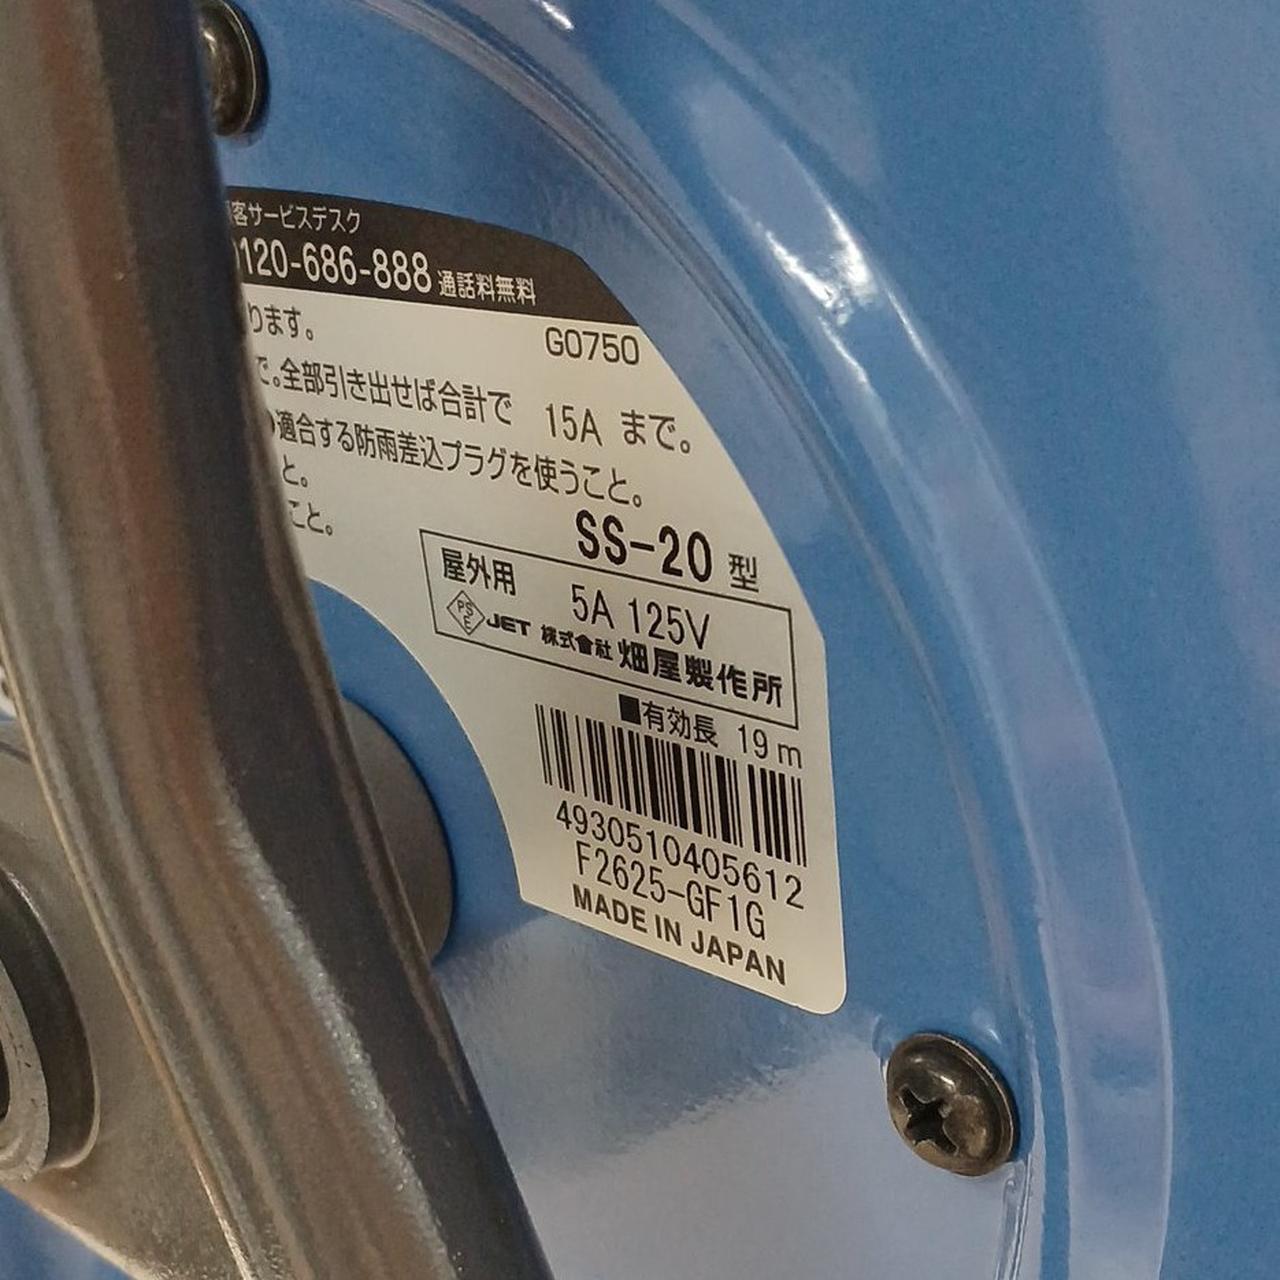 客サービスデスク
0120-686-888 通話料無料
ります。
G0750
で。全部引き出せば合計で 15A まで。
●適合する防雨差込プラグを使うこと。
と。
こと。
SS-20 型
屋外用 5A 125V
PSE JET 株式會社 畑屋製作所
■有効長 19m
4930510405612
F2625-GF1G
MADE IN JAPAN